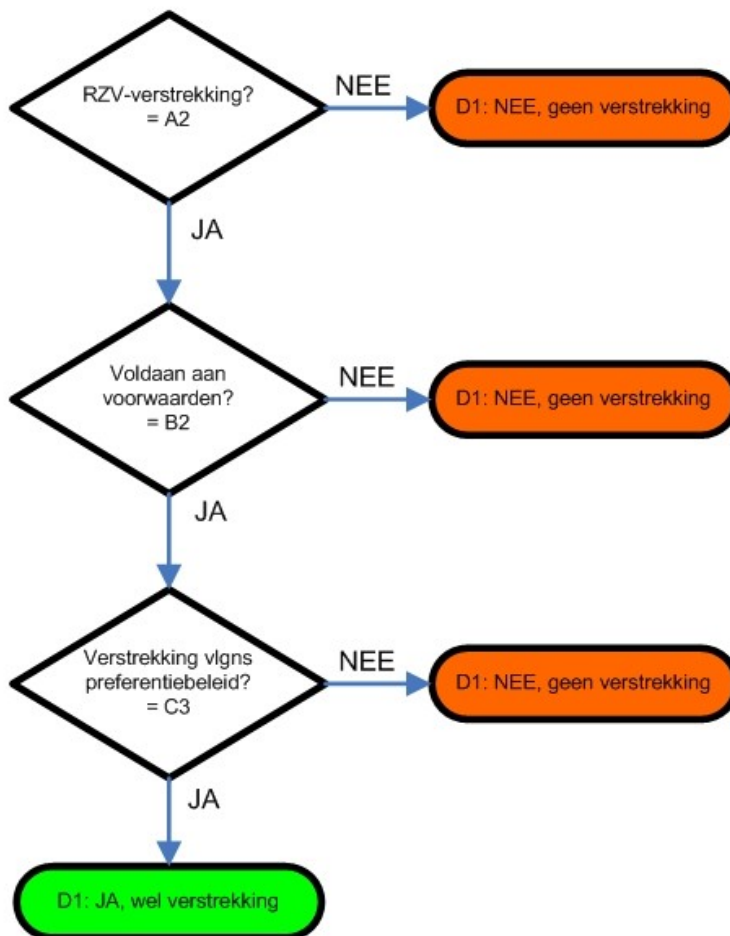 RZV-verstrekking?
= A2
NEE
D1: NEE, geen verstrekking
JA
Voldaan aan
voorwaarden?
= B2
NEE
D1: NEE, geen verstrekking
JA
Verstrekking vlgns
preferentiebeleid?
= C3
NEE
D1: NEE, geen verstrekking
JA
D1: JA, wel verstrekking